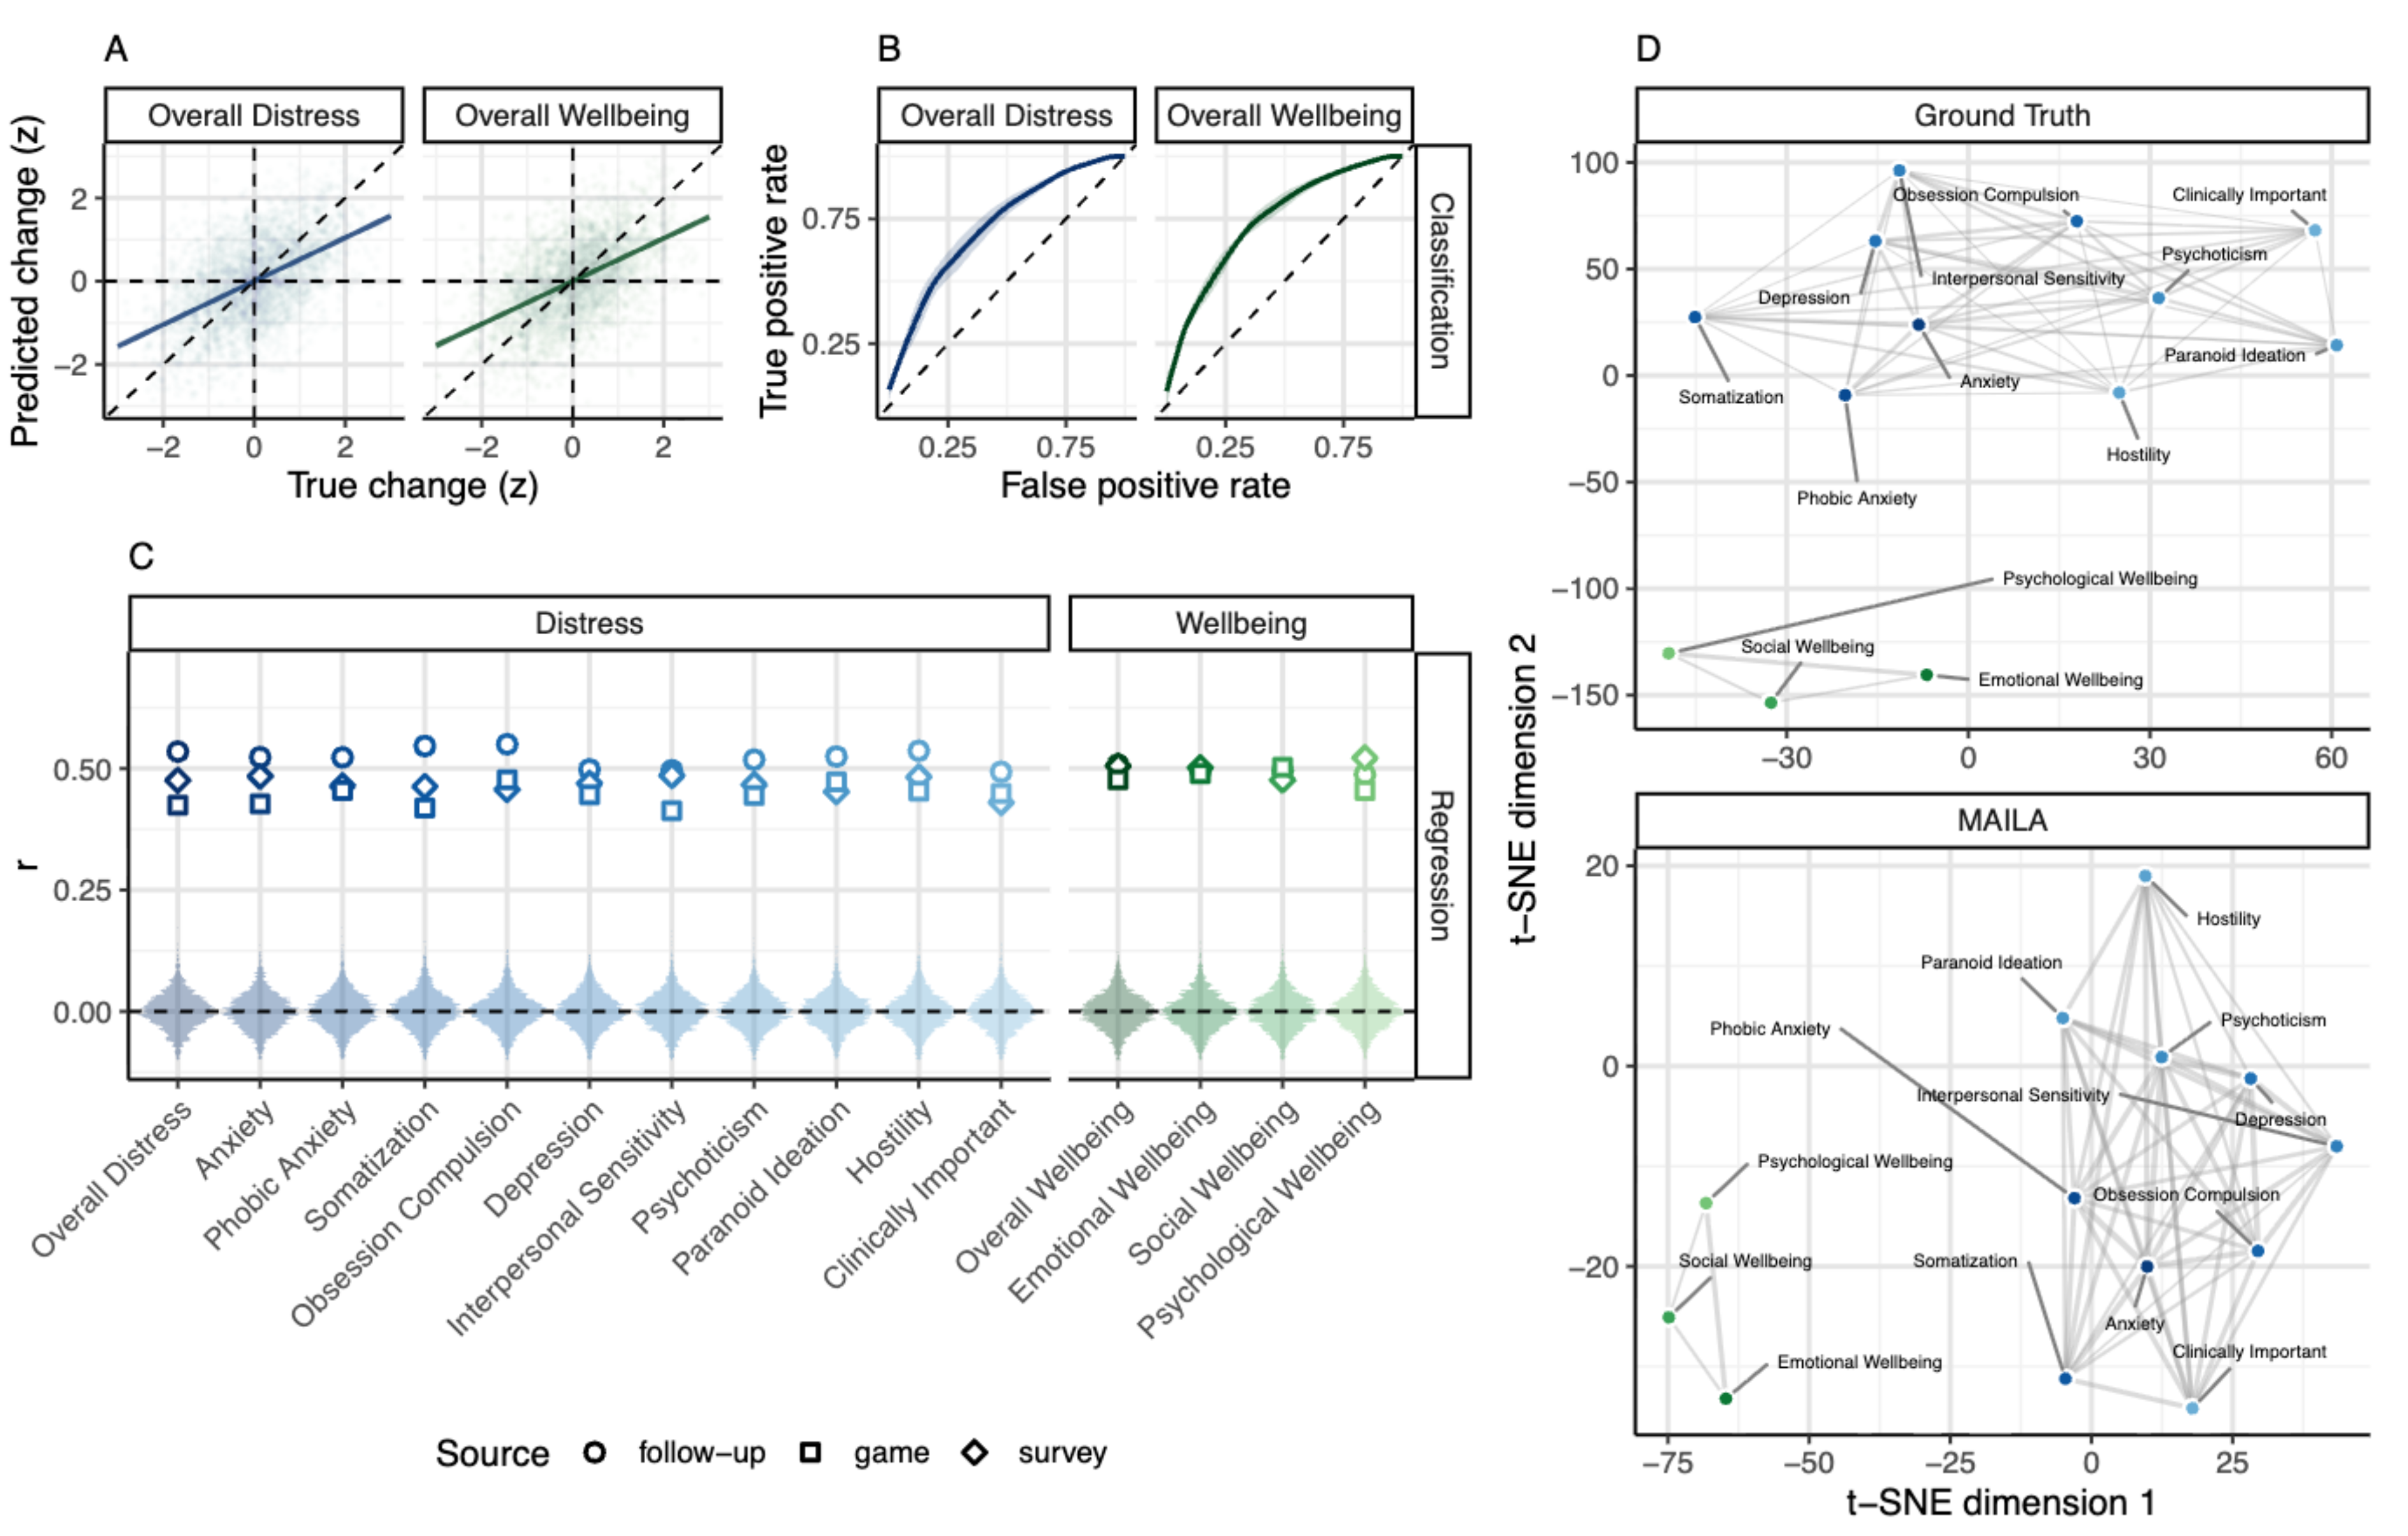 A
Overall Distress
Overall Wellbeing
Predicted change (z)
2
0
−2
−2
0
2
−2
0
2
True change (z)
B
Overall Distress
Overall Wellbeing
True positive rate
0.75
0.25
0.25
0.75
0.25
0.75
False positive rate
Classification
C
Distress
Wellbeing
r
0.50
0.25
0.00
Regression
Overall Distress
Anxiety
Phobic Anxiety
Somatization
Obsession Compulsion
Depression
Interpersonal Sensitivity
Psychoticism
Paranoid Ideation
Hostility
Clinically Important
Overall Wellbeing
Emotional Wellbeing
Social Wellbeing
Psychological Wellbeing
Source
follow−up
game
survey
D
Ground Truth
100
50
0
−50
−100
−150
Obsession Compulsion
Clinically Important
Psychoticism
Interpersonal Sensitivity
Depression
Paranoid Ideation
Anxiety
Somatization
Hostility
Phobic Anxiety
Psychological Wellbeing
Social Wellbeing
Emotional Wellbeing
−30
0
30
60
t−SNE dimension 2
MAILA
20
0
−20
Hostility
Paranoid Ideation
Psychoticism
Phobic Anxiety
Interpersonal Sensitivity
Depression
Psychological Wellbeing
Obsession Compulsion
Social Wellbeing
Somatization
Anxiety
Clinically Important
Emotional Wellbeing
−75
−50
−25
0
25
t−SNE dimension 1